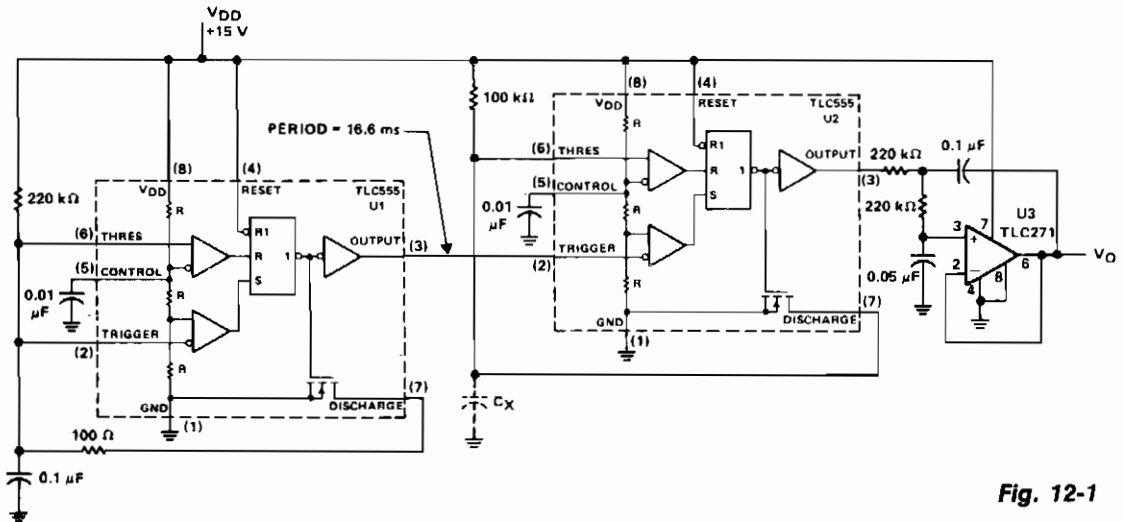 VDD
+15 V
220 kΩ
(8)
(4)
VDD
RESET
TLC555
U1
R
(6)
THRES
R1
R
1
S
OUTPUT
(3)
(5)
CONTROL
0.01
μF
R
TRIGGER
(2)
R
GND
(1)
DISCHARGE
(7)
100 Ω
0.1 μF
PERIOD = 16.6 ms
100 kΩ
(8)
(4)
VDD
RESET
TLC555
U2
R
(6)
THRES
R1
R
1
S
OUTPUT
(3)
(5)
CONTROL
0.01
μF
R
TRIGGER
(2)
R
GND
(1)
DISCHARGE
(7)
CX
220 kΩ
0.1 μF
220 kΩ
0.05 μF
U3
TLC271
3
+
7
2
−
6
4
8
VO
Fig. 12-1